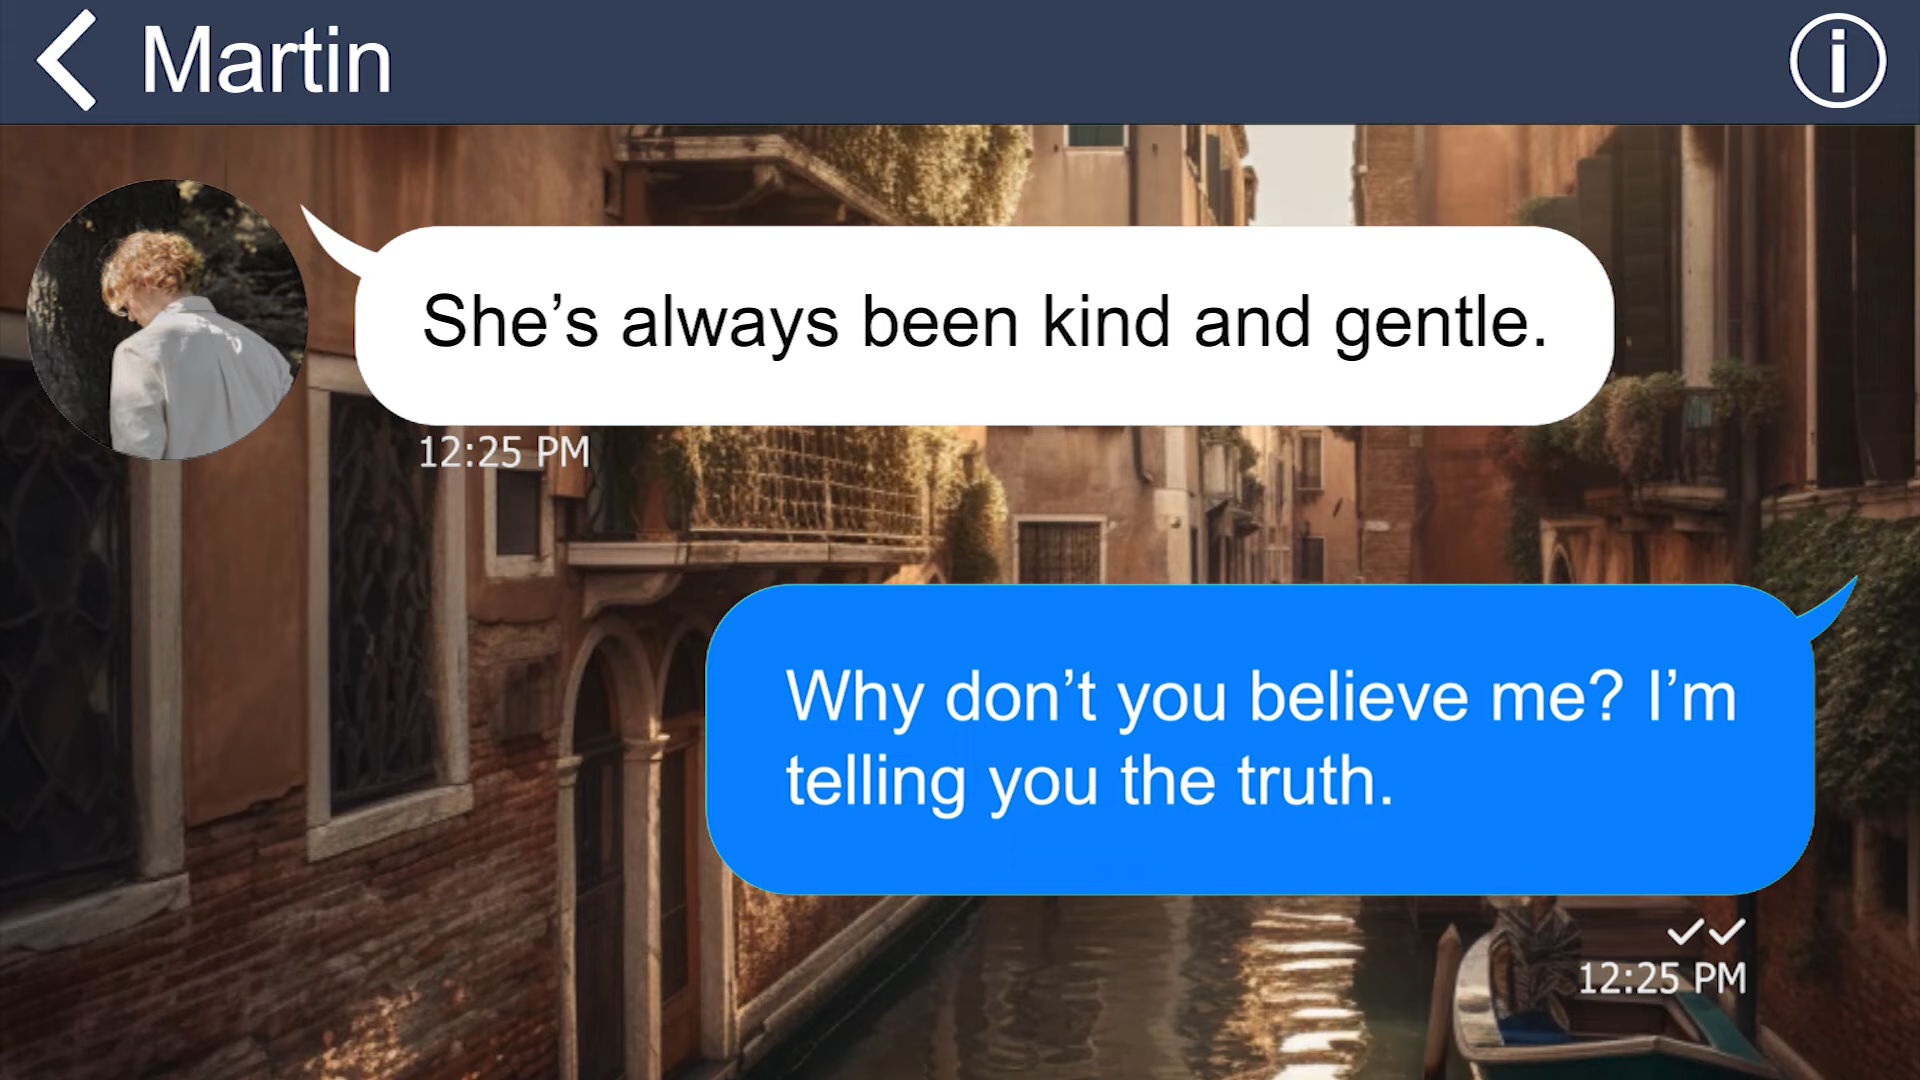 Martin
She’s always been kind and gentle.
12:25 PM
Why don’t you believe me? I’m
telling you the truth.
12:25 PM